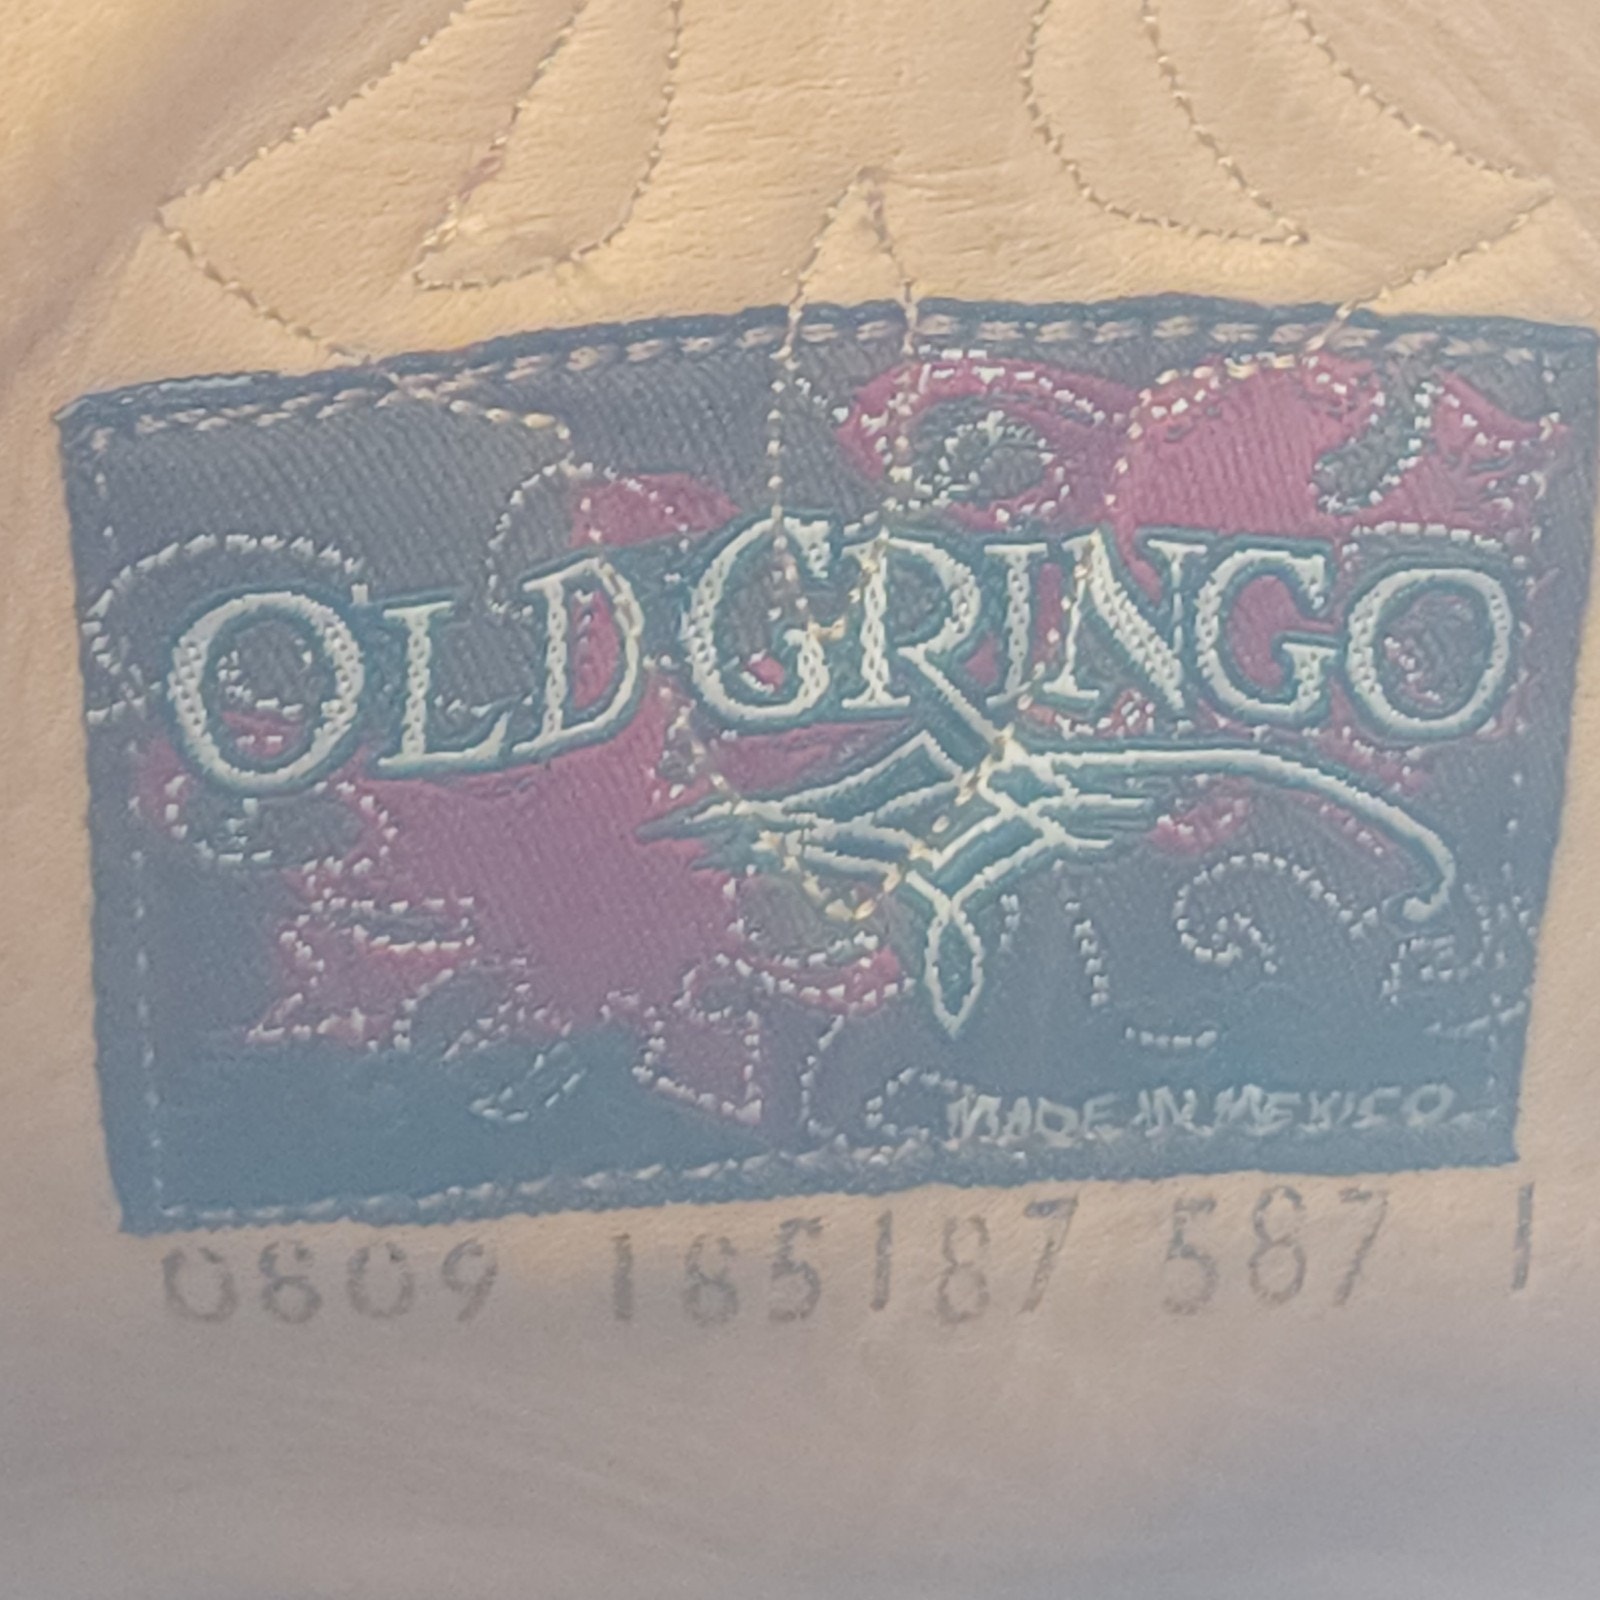 OLD GRINGO
MADE IN MEXICO
0809 185187 587 1